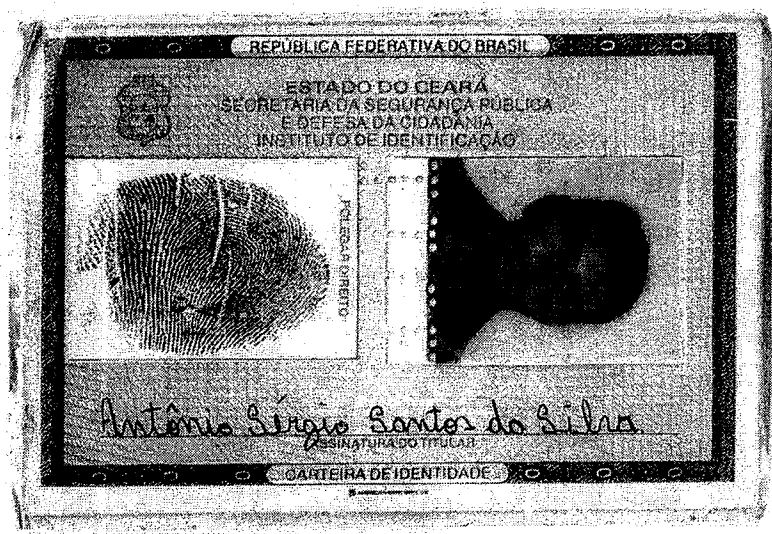 REPÚBLICA FEDERATIVA DO BRASIL
ESTADO DO CEARÁ
SECRETARIA DA SEGURANÇA PÚBLICA
E DEFESA DA CIDADANIA
INSTITUTO DE IDENTIFICAÇÃO
POLEGAR DIREITO
Antônio Sérgio Santos da Silva
ASSINATURA DO TITULAR
CARTEIRA DE IDENTIDADE